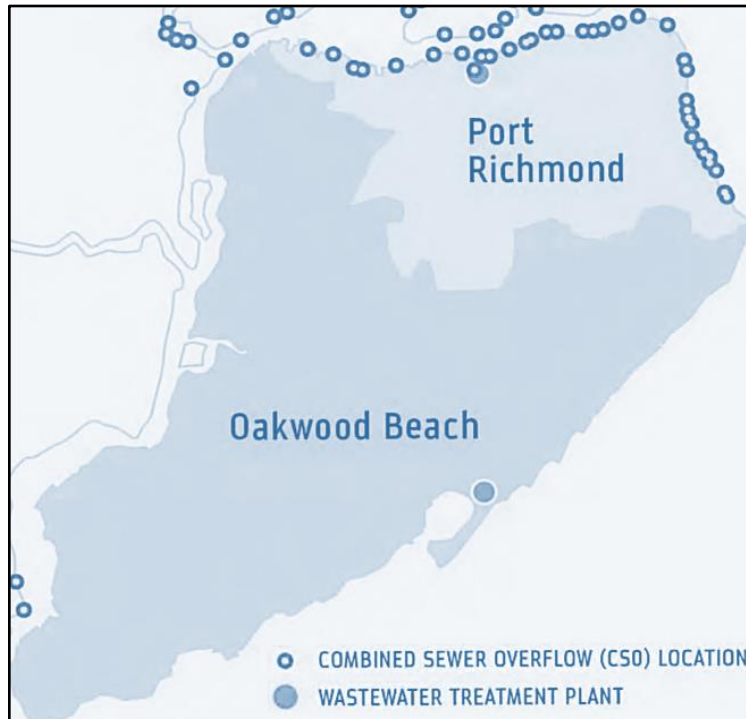 Port
Richmond
Oakwood Beach
COMBINED SEWER OVERFLOW (CSO) LOCATION
WASTEWATER TREATMENT PLANT